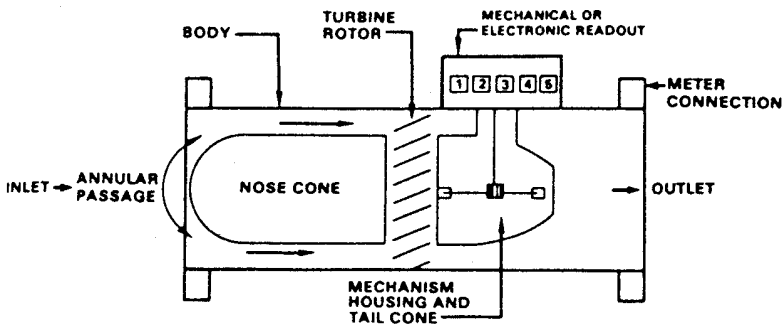 TURBINE
ROTOR
MECHANICAL OR
ELECTRONIC READOUT
BODY
1 2 3 4 5
METER
CONNECTION
INLET
ANNULAR
PASSAGE
NOSE CONE
OUTLET
MECHANISM
HOUSING AND
TAIL CONE